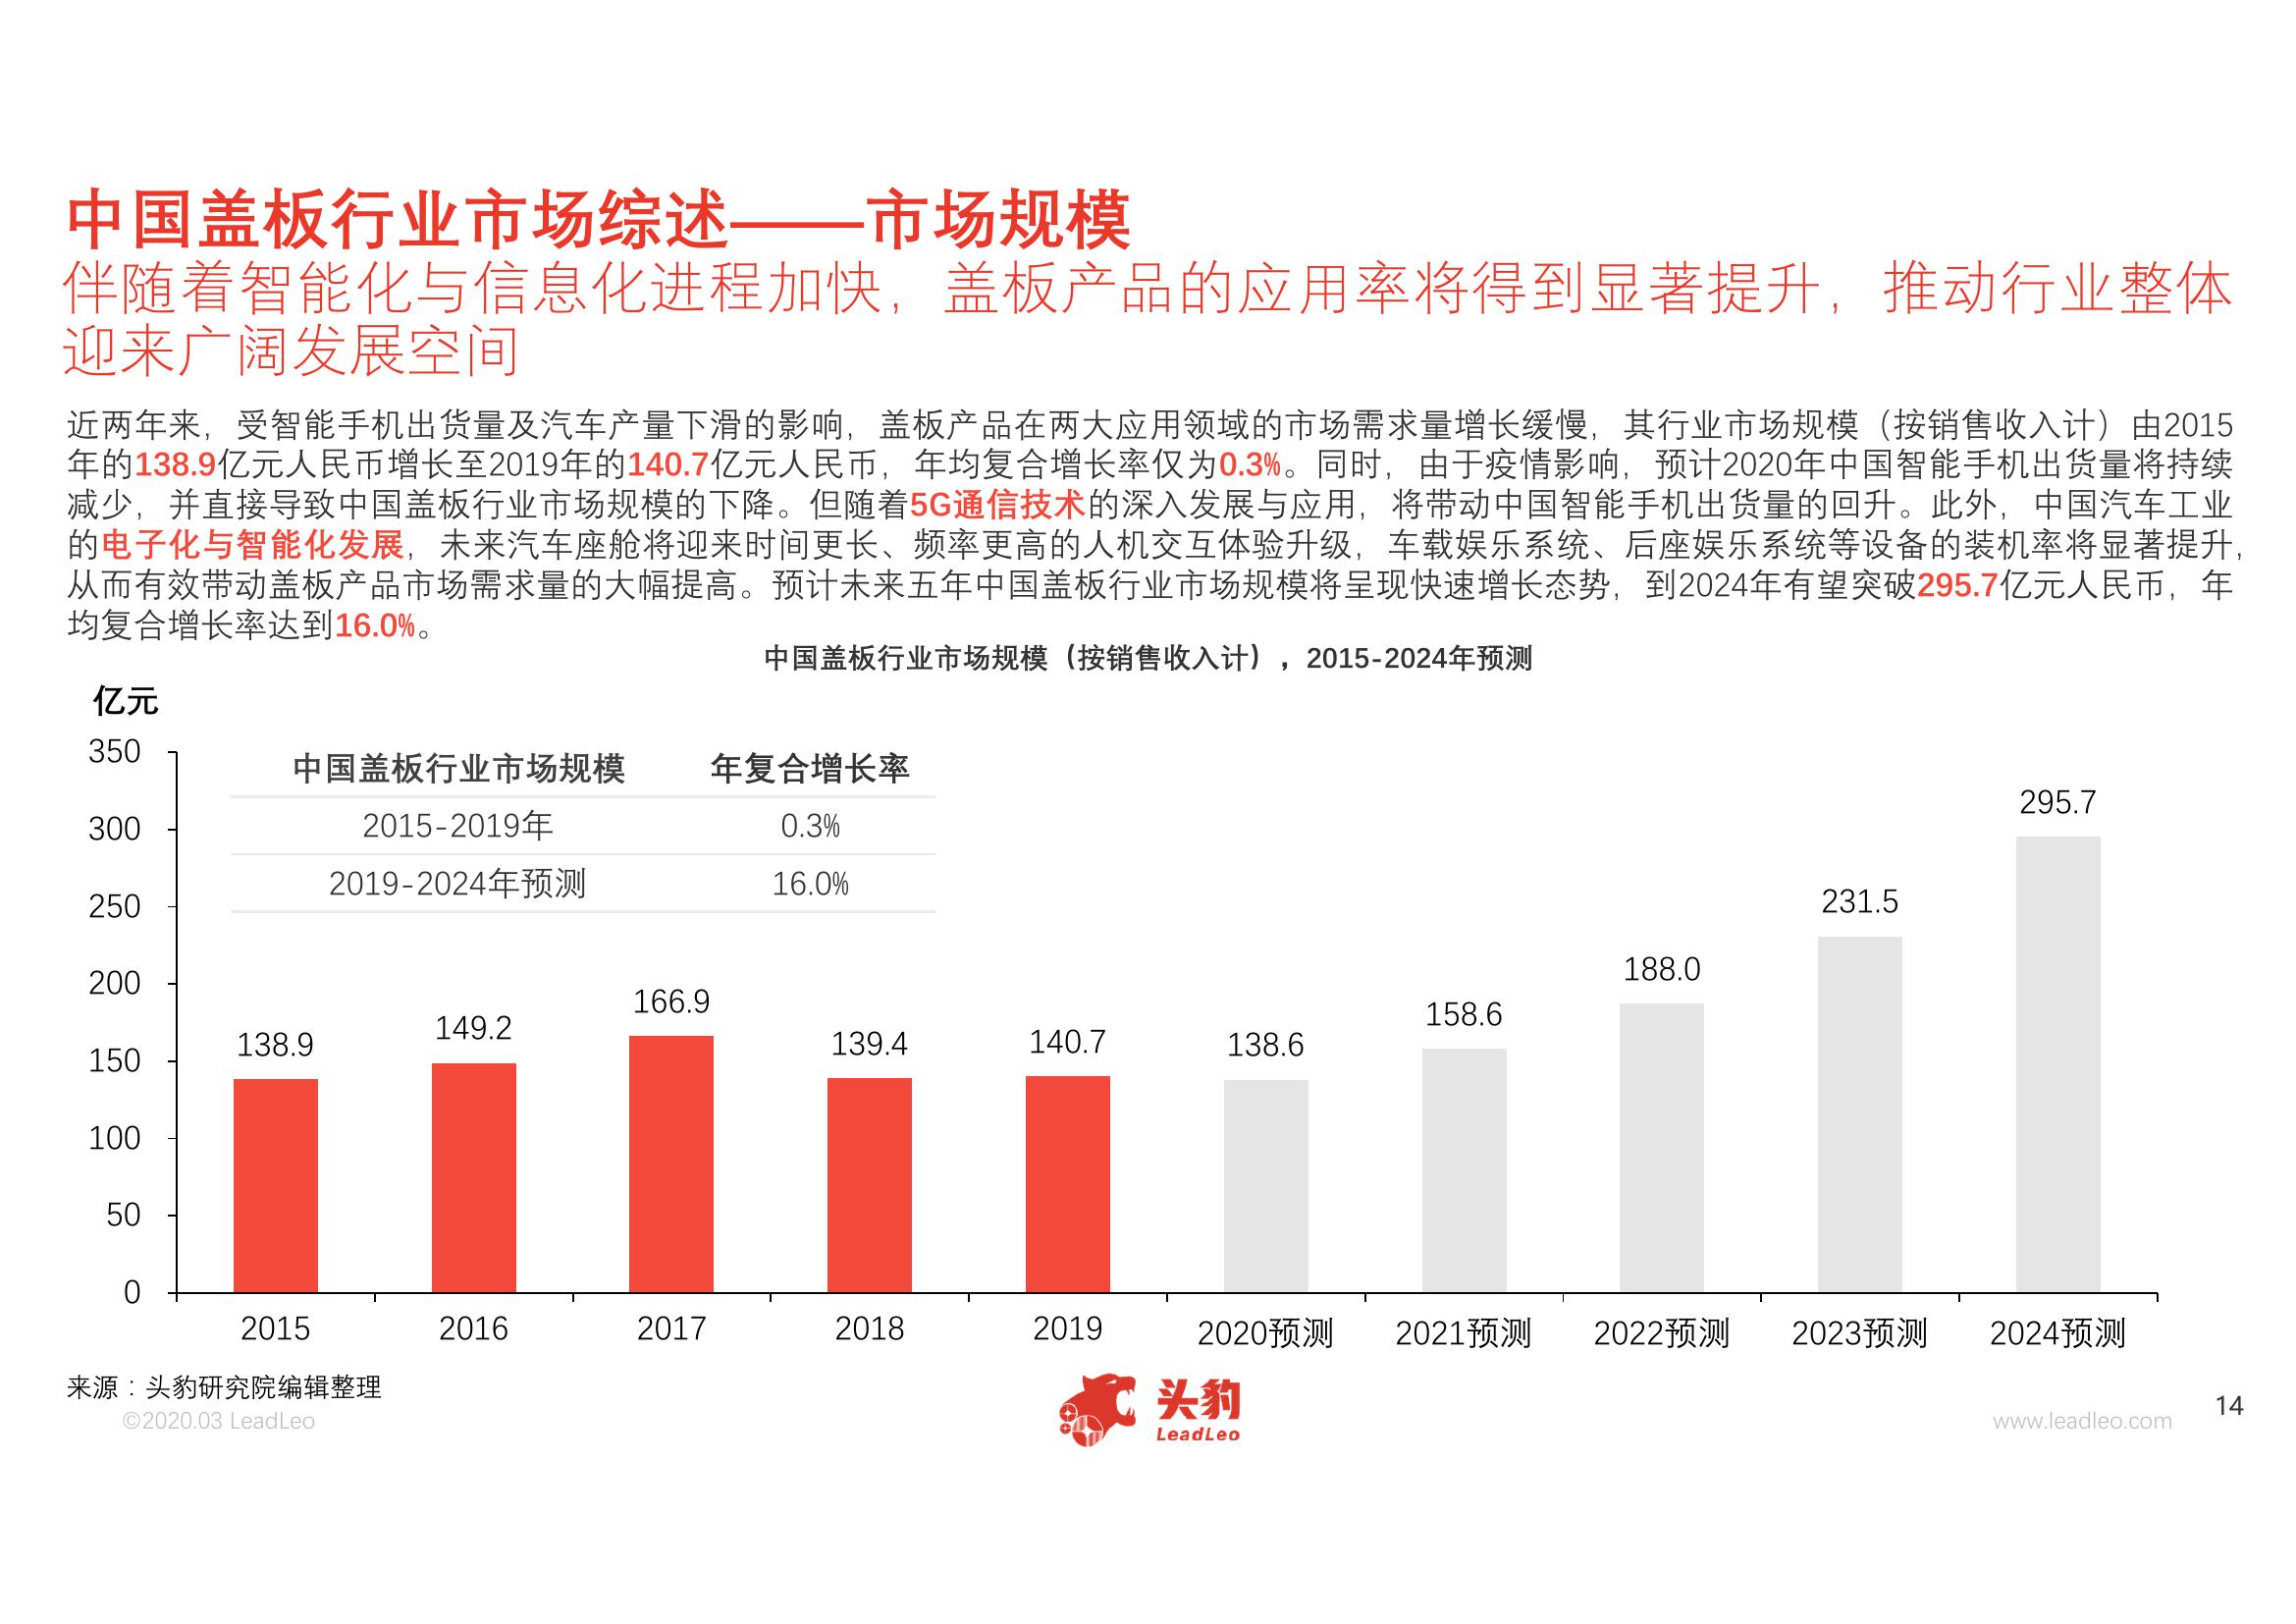 中国盖板行业市场综述——市场规模
伴随着智能化与信息化进程加快，盖板产品的应用率将得到显著提升，推动行业整体
迎来广阔发展空间
近两年来，受智能手机出货量及汽车产量下滑的影响，盖板产品在两大应用领域的市场需求量增长缓慢，其行业市场规模（按销售收入计）由2015
年的138.9亿元人民币增长至2019年的140.7亿元人民币，年均复合增长率仅为0.3%。同时，由于疫情影响，预计2020年中国智能手机出货量将持续
减少，并直接导致中国盖板行业市场规模的下降。但随着5G通信技术的深入发展与应用，将带动中国智能手机出货量的回升。此外，中国汽车工业
的电子化与智能化发展，未来汽车座舱将迎来时间更长、频率更高的人机交互体验升级，车载娱乐系统、后座娱乐系统等设备的装机率将显著提升，
从而有效带动盖板产品市场需求量的大幅提高。预计未来五年中国盖板行业市场规模将呈现快速增长态势，到2024年有望突破295.7亿元人民币，年
均复合增长率达到16.0%。
中国盖板行业市场规模（按销售收入计），2015-2024年预测
亿元
350
300
250
200
150
100
50
0
中国盖板行业市场规模 年复合增长率
2015-2019年 0.3%
2019-2024年预测 16.0%
138.9
149.2
166.9
139.4
140.7
138.6
158.6
188.0
231.5
295.7
2015
2016
2017
2018
2019
2020预测
2021预测
2022预测
2023预测
2024预测
来源：头豹研究院编辑整理
©2020.03 LeadLeo
头豹
LeadLeo
www.leadleo.com
14